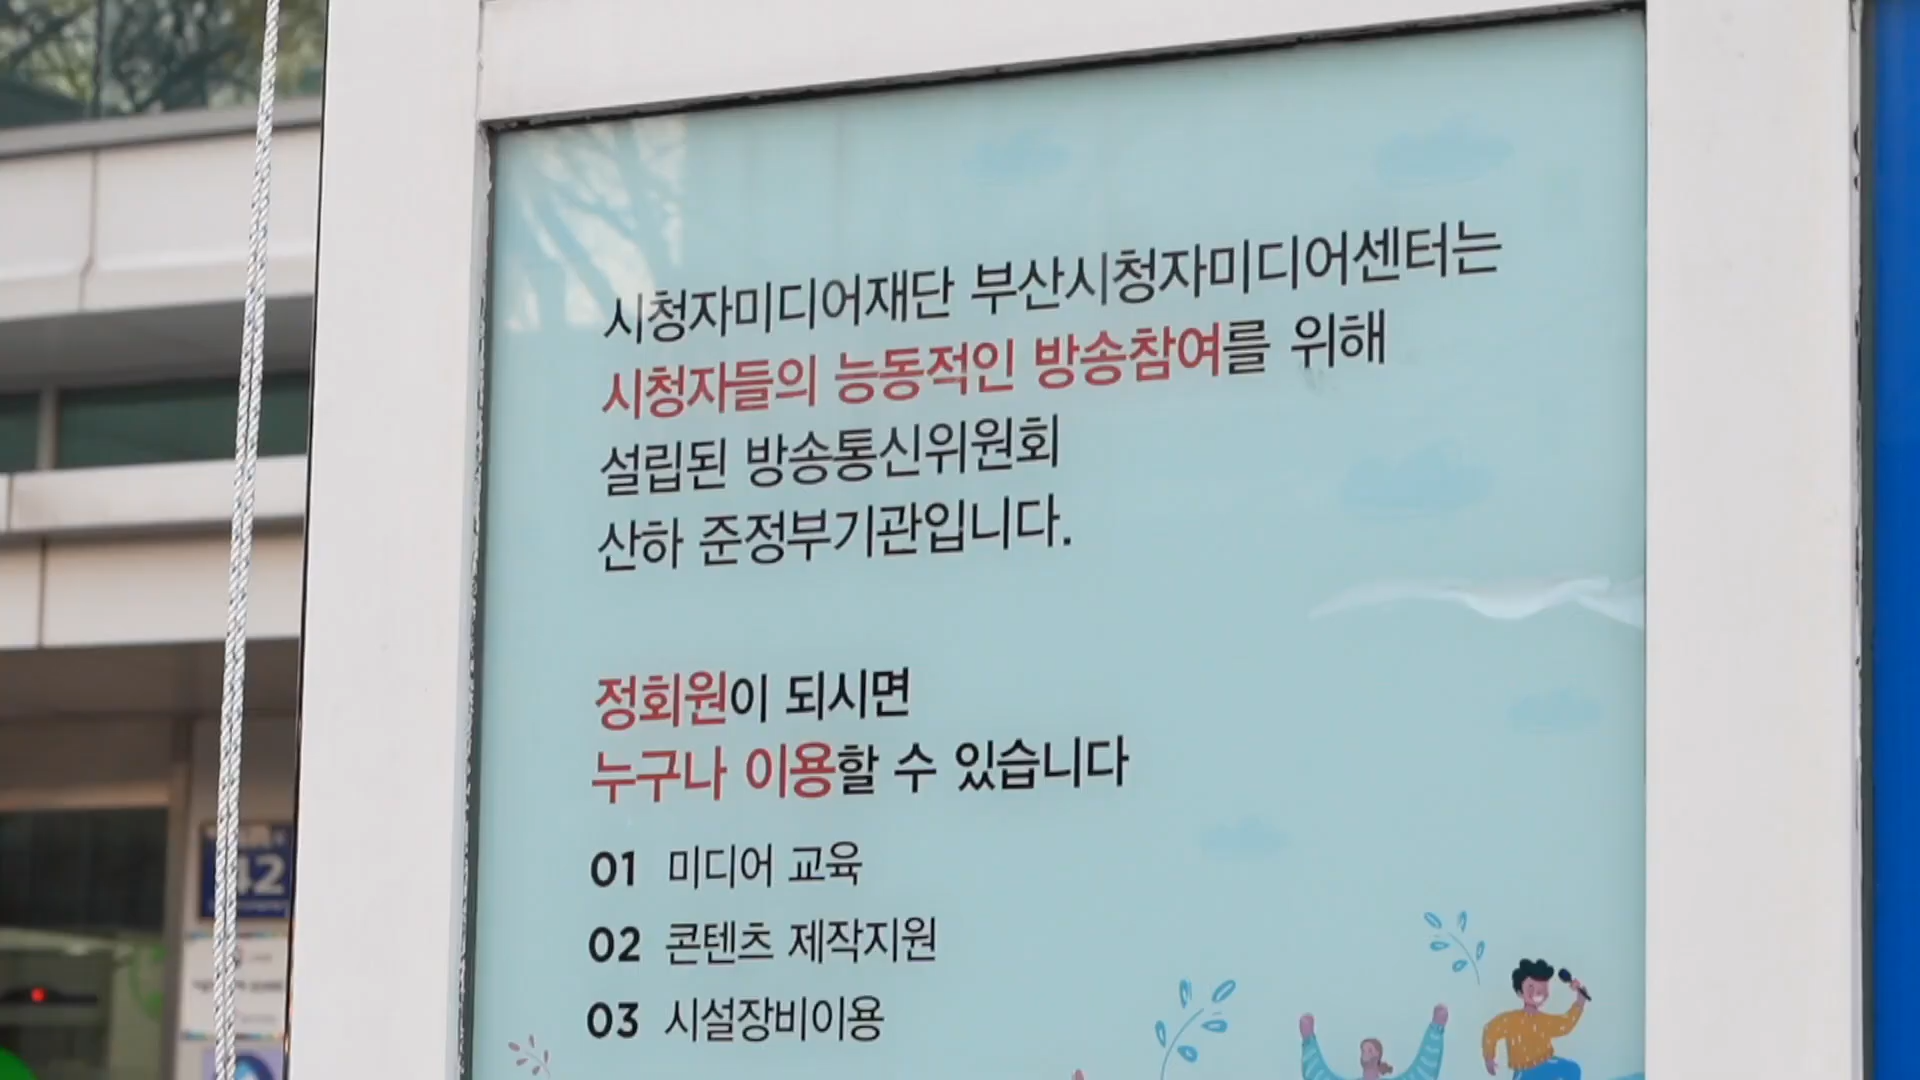 시청자미디어재단 부산시청자미디어센터는
시청자들의 능동적인 방송참여를 위해
설립된 방송통신위원회
산하 준정부기관입니다.
정회원이 되시면
누구나 이용할 수 있습니다
01 미디어 교육
02 콘텐츠 제작지원
03 시설장비이용
42